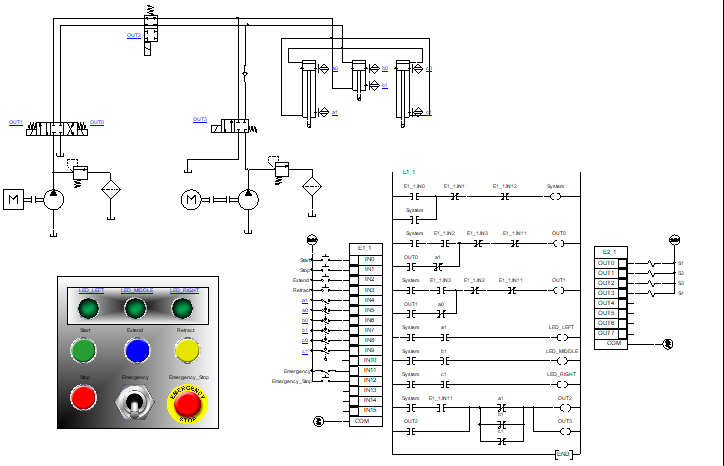 OUT2
a0
b0
c0
b1
a1
c1
OUT1
OUT0
OUT3
M
M
L1_1
E1_1.IN0 E1_1.IN1 E1_1.IN12 System
System
System E1_1.IN2 E1_1.IN3 E1_1.IN11 OUT0
OUT0 a1
System E1_1.IN3 E1_1.IN2 E1_1.IN11 OUT1
OUT1 a0
System a1 LED_LEFT
System b1 LED_MIDDLE
System c1 LED_RIGHT
System E1_1.IN11 a1 OUT2
OUT2 b1 OUT3
c1
END
E1_1
Start IN0
Stop IN1
Extend IN2
Retract IN3
a1 IN4
a0 IN5
b0 IN6
b1 IN7
c0 IN8
c1 IN9
IN10
Emergency IN11
Emergency_Stop IN12
IN13
IN14
IN15
COM
E2_1
OUT0 S1
OUT1 S2
OUT2 S3
OUT3 S4
OUT4
OUT5
OUT6
OUT7
COM
LED_LEFT LED_MIDDLE LED_RIGHT
Start Extend Retract
Stop Emergency Emergency_Stop
EMERGENCY
STOP